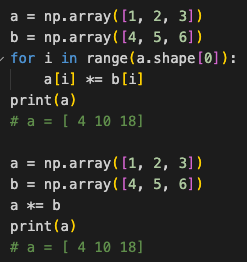 a = np.array([1, 2, 3])
b = np.array([4, 5, 6])
for i in range(a.shape[0]):
    a[i] *= b[i]
print(a)
# a = [ 4 10 18]

a = np.array([1, 2, 3])
b = np.array([4, 5, 6])
a *= b
print(a)
# a = [ 4 10 18]